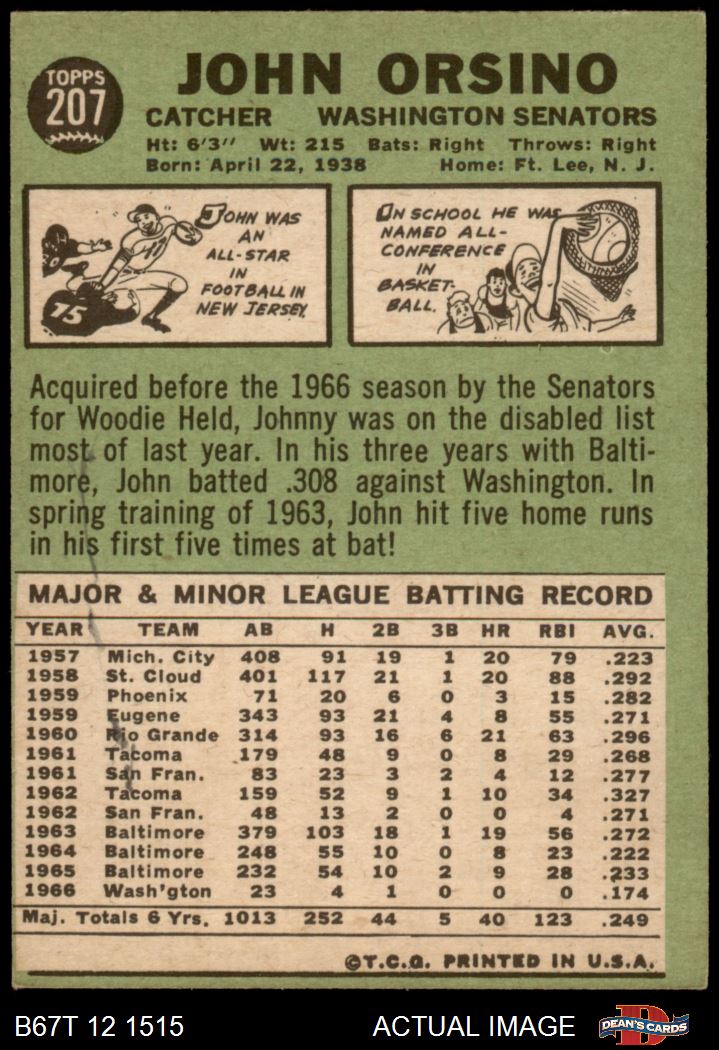 TOPPS
207
JOHN ORSINO
CATCHER WASHINGTON SENATORS
Ht: 6'3" Wt: 215 Bats: Right Throws: Right
Born: April 22, 1938 Home: Ft. Lee, N. J.
JOHN WAS
AN
ALL-STAR
IN
FOOTBALL IN
NEW JERSEY.
15
IN SCHOOL HE WAS
NAMED ALL-
CONFERENCE
IN
BASKET-
BALL.
Acquired before the 1966 season by the Senators
for Woodie Held, Johnny was on the disabled list
most of last year. In his three years with Balti-
more, John batted .308 against Washington. In
spring training of 1963, John hit five home runs
in his first five times at bat!
MAJOR & MINOR LEAGUE BATTING RECORD
YEAR TEAM AB H 2B 3B HR RBI AVG.
1957 Mich. City 408 91 19 1 20 79 .223
1958 St. Cloud 401 117 21 1 20 88 .292
1959 Phoenix 71 20 6 0 3 15 .282
1959 Eugene 343 93 21 4 8 55 .271
1960 Rio Grande 314 93 16 6 21 63 .296
1961 Tacoma 179 48 9 0 8 29 .268
1961 San Fran. 83 23 3 2 4 12 .277
1962 Tacoma 159 52 9 1 10 34 .327
1962 San Fran. 48 13 2 0 0 4 .271
1963 Baltimore 379 103 18 1 19 56 .272
1964 Baltimore 248 55 10 0 8 23 .222
1965 Baltimore 232 54 10 2 9 28 .233
1966 Wash'gton 23 4 1 0 0 0 .174
Maj. Totals 6 Yrs. 1013 252 44 5 40 123 .249
©T.C.G. PRINTED IN U.S.A.
B67T 12 1515 ACTUAL IMAGE
DEAN'S CARDS